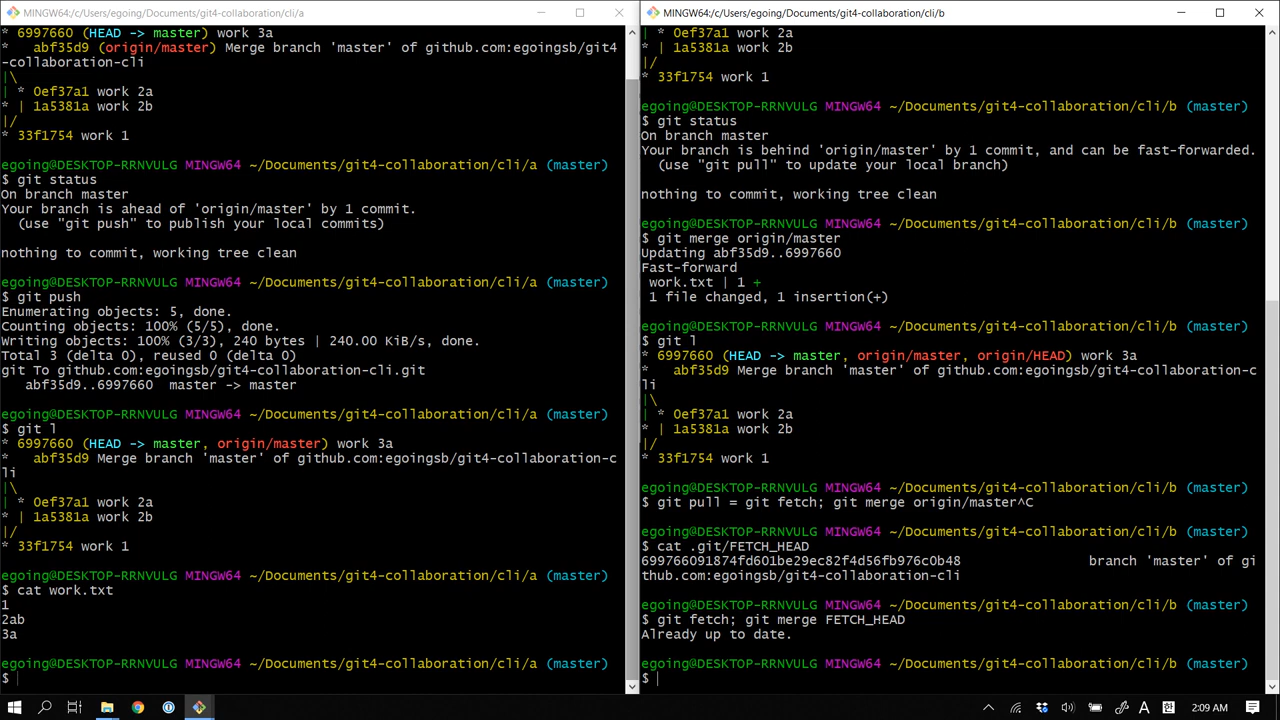 MINGW64:/c/Users/egoing/Documents/git4-collaboration/cli/a
* 6997660 (HEAD -> master) work 3a
*   abf35d9 (origin/master) Merge branch 'master' of github.com:egoingsb/git4
-collaboration-cli
|\
| * 0ef37a1 work 2a
* | 1a5381a work 2b
|/
* 33f1754 work 1
egoing@DESKTOP-RRNVULG MINGW64 ~/Documents/git4-collaboration/cli/a (master)
$ git status
On branch master
Your branch is ahead of 'origin/master' by 1 commit.
  (use "git push" to publish your local commits)
nothing to commit, working tree clean
egoing@DESKTOP-RRNVULG MINGW64 ~/Documents/git4-collaboration/cli/a (master)
$ git push
Enumerating objects: 5, done.
Counting objects: 100% (5/5), done.
Writing objects: 100% (3/3), 240 bytes | 240.00 KiB/s, done.
Total 3 (delta 0), reused 0 (delta 0)
git To github.com:egoingsb/git4-collaboration-cli.git
   abf35d9..6997660  master -> master
egoing@DESKTOP-RRNVULG MINGW64 ~/Documents/git4-collaboration/cli/a (master)
$ git l
* 6997660 (HEAD -> master, origin/master) work 3a
*   abf35d9 Merge branch 'master' of github.com:egoingsb/git4-collaboration-c
li
|\
| * 0ef37a1 work 2a
* | 1a5381a work 2b
|/
* 33f1754 work 1
egoing@DESKTOP-RRNVULG MINGW64 ~/Documents/git4-collaboration/cli/a (master)
$ cat work.txt
1
2ab
3a
egoing@DESKTOP-RRNVULG MINGW64 ~/Documents/git4-collaboration/cli/a (master)
$
MINGW64:/c/Users/egoing/Documents/git4-collaboration/cli/b
| * 0ef37a1 work 2a
* | 1a5381a work 2b
|/
* 33f1754 work 1
egoing@DESKTOP-RRNVULG MINGW64 ~/Documents/git4-collaboration/cli/b (master)
$ git status
On branch master
Your branch is behind 'origin/master' by 1 commit, and can be fast-forwarded.
  (use "git pull" to update your local branch)
nothing to commit, working tree clean
egoing@DESKTOP-RRNVULG MINGW64 ~/Documents/git4-collaboration/cli/b (master)
$ git merge origin/master
Updating abf35d9..6997660
Fast-forward
 work.txt | 1 +
 1 file changed, 1 insertion(+)
egoing@DESKTOP-RRNVULG MINGW64 ~/Documents/git4-collaboration/cli/b (master)
$ git l
* 6997660 (HEAD -> master, origin/master, origin/HEAD) work 3a
*   abf35d9 Merge branch 'master' of github.com:egoingsb/git4-collaboration-c
li
|\
| * 0ef37a1 work 2a
* | 1a5381a work 2b
|/
* 33f1754 work 1
egoing@DESKTOP-RRNVULG MINGW64 ~/Documents/git4-collaboration/cli/b (master)
$ git pull = git fetch; git merge origin/master^C
egoing@DESKTOP-RRNVULG MINGW64 ~/Documents/git4-collaboration/cli/b (master)
$ cat .git/FETCH_HEAD
699766091874fd601be29ec82f4d56fb976c0b48                branch 'master' of gi
thub.com:egoingsb/git4-collaboration-cli
egoing@DESKTOP-RRNVULG MINGW64 ~/Documents/git4-collaboration/cli/b (master)
$ git fetch; git merge FETCH_HEAD
Already up to date.
egoing@DESKTOP-RRNVULG MINGW64 ~/Documents/git4-collaboration/cli/b (master)
$
A 한 2:09 AM